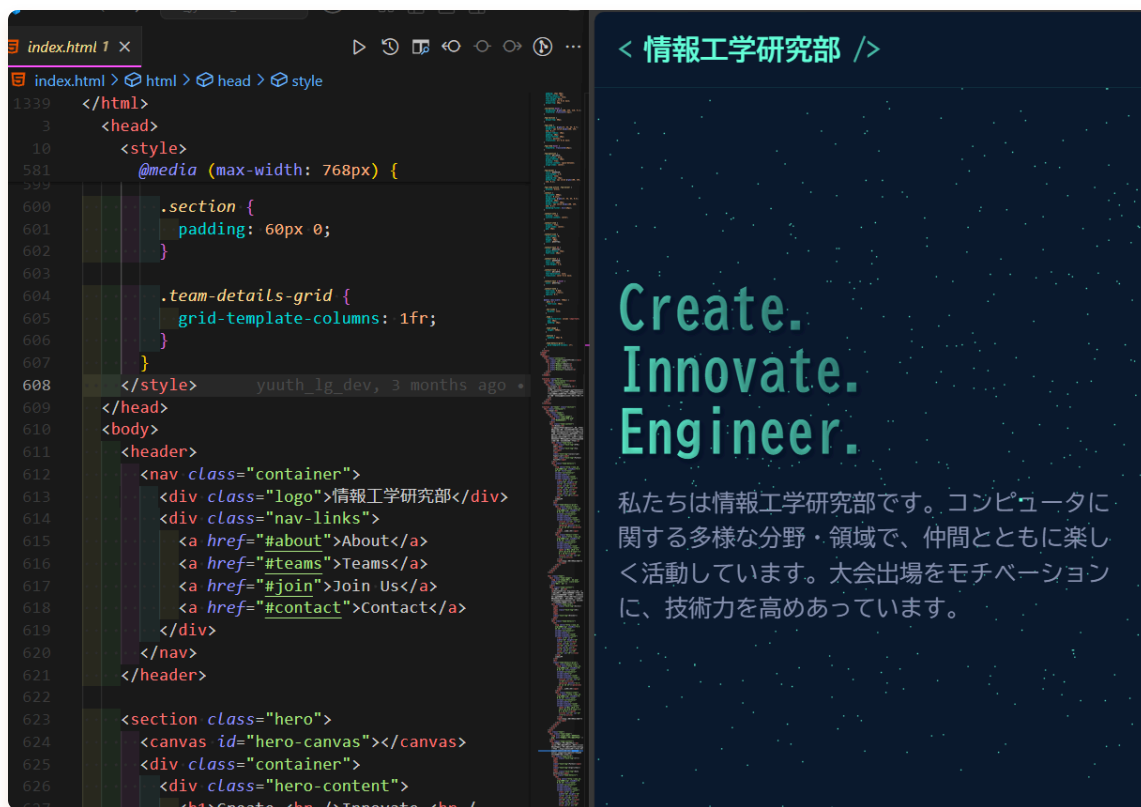 index.html 1
index.html > html > head > style
1339 </html>
3 <head>
10 <style>
581 @media (max-width: 768px) {
599
600 .section {
601 padding: 60px 0;
602 }
603
604 .team-details-grid {
605 grid-template-columns: 1fr;
606 }
607 }
608 </style> yuuth_lg_dev, 3 months ago •
609 </head>
610 <body>
611 <header>
612 <nav class="container">
613 <div class="logo">情報工学研究部</div>
614 <div class="nav-links">
615 <a href="#about">About</a>
616 <a href="#teams">Teams</a>
617 <a href="#join">Join Us</a>
618 <a href="#contact">Contact</a>
619 </div>
620 </nav>
621 </header>
622
623 <section class="hero">
624 <canvas id="hero-canvas"></canvas>
625 <div class="container">
626 <div class="hero-content">
<h1>Create.<br />Innovate.<br /
< 情報工学研究部 />
Create.
Innovate.
Engineer.
私たちは情報工学研究部です。コンピュータに
関する多様な分野・領域で、仲間とともに楽し
く活動しています。大会出場をモチベーション
に、技術力を高めあっています。